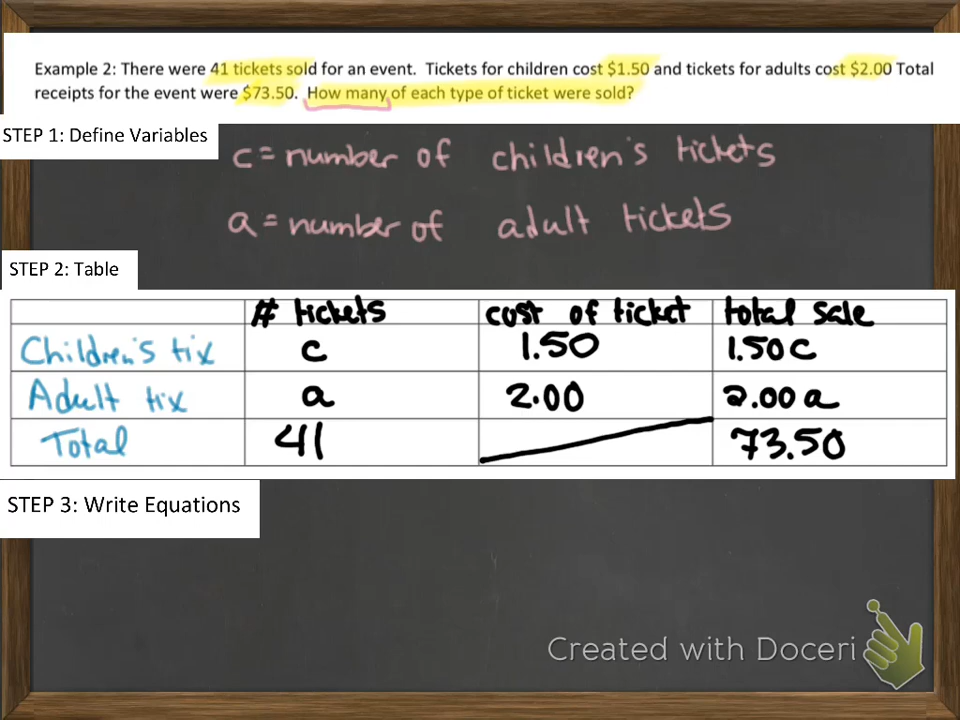 Example 2: There were 41 tickets sold for an event. Tickets for children cost $1.50 and tickets for adults cost $2.00 Total
receipts for the event were $73.50. How many of each type of ticket were sold?
STEP 1: Define Variables
c = number of children's tickets
a = number of adult tickets
STEP 2: Table
# tickets cost of ticket total sale
Children's tix c 1.50 1.50c
Adult tix a 2.00 2.00a
Total 41 73.50
STEP 3: Write Equations
Created with Doceri